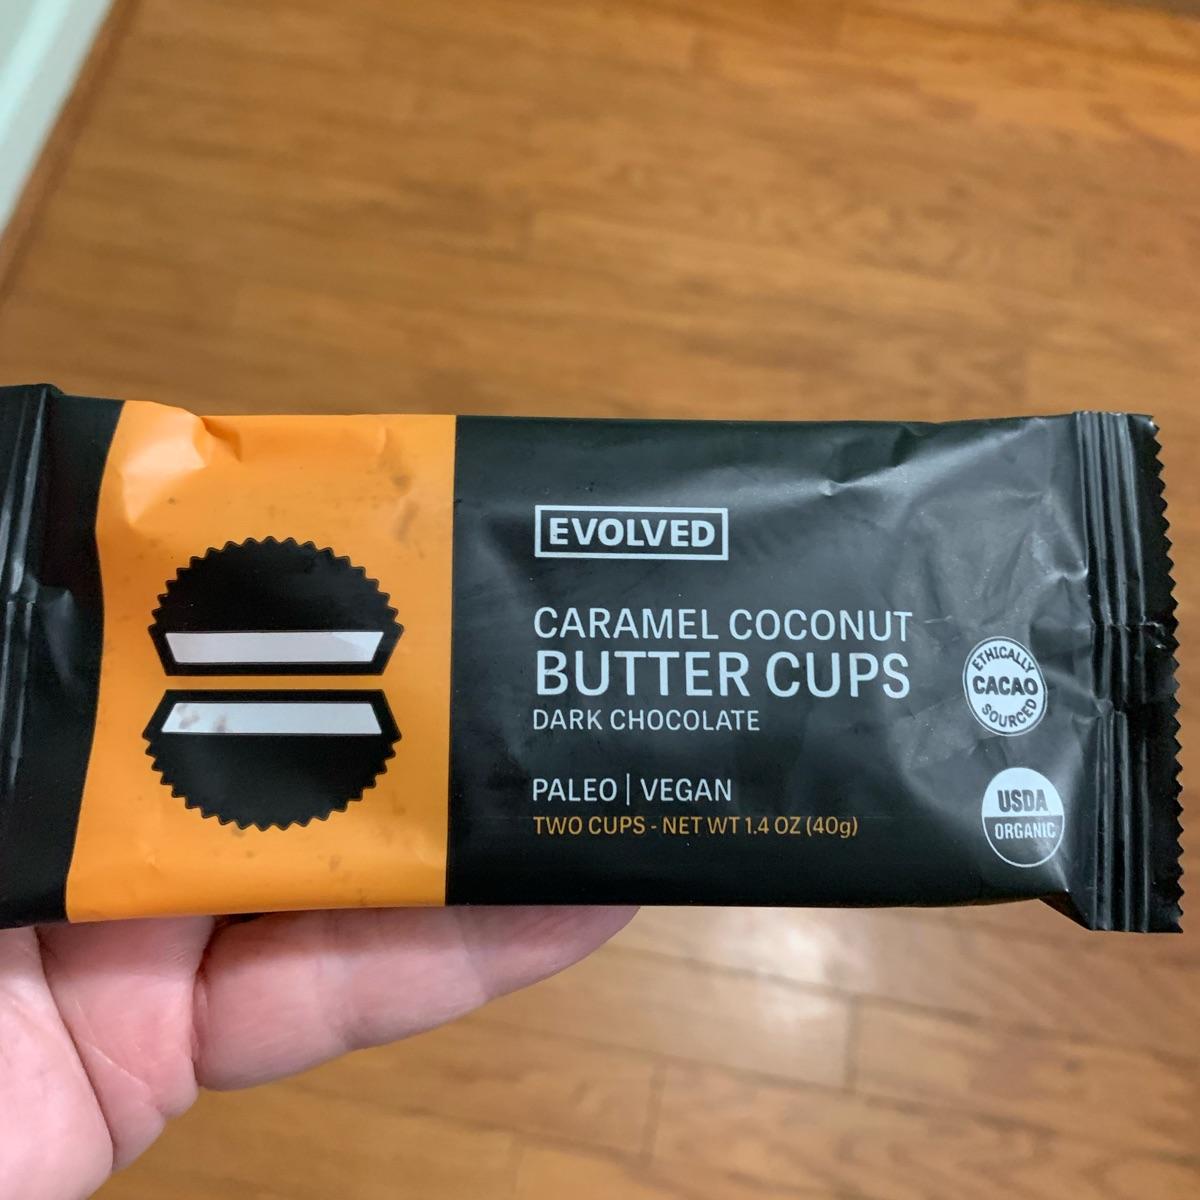 EVOLVED
CARAMEL COCONUT
BUTTER CUPS
DARK CHOCOLATE
PALEO | VEGAN
TWO CUPS - NET WT 1.4 OZ (40g)
ETHICALLY
CACAO
SOURCED
USDA
ORGANIC